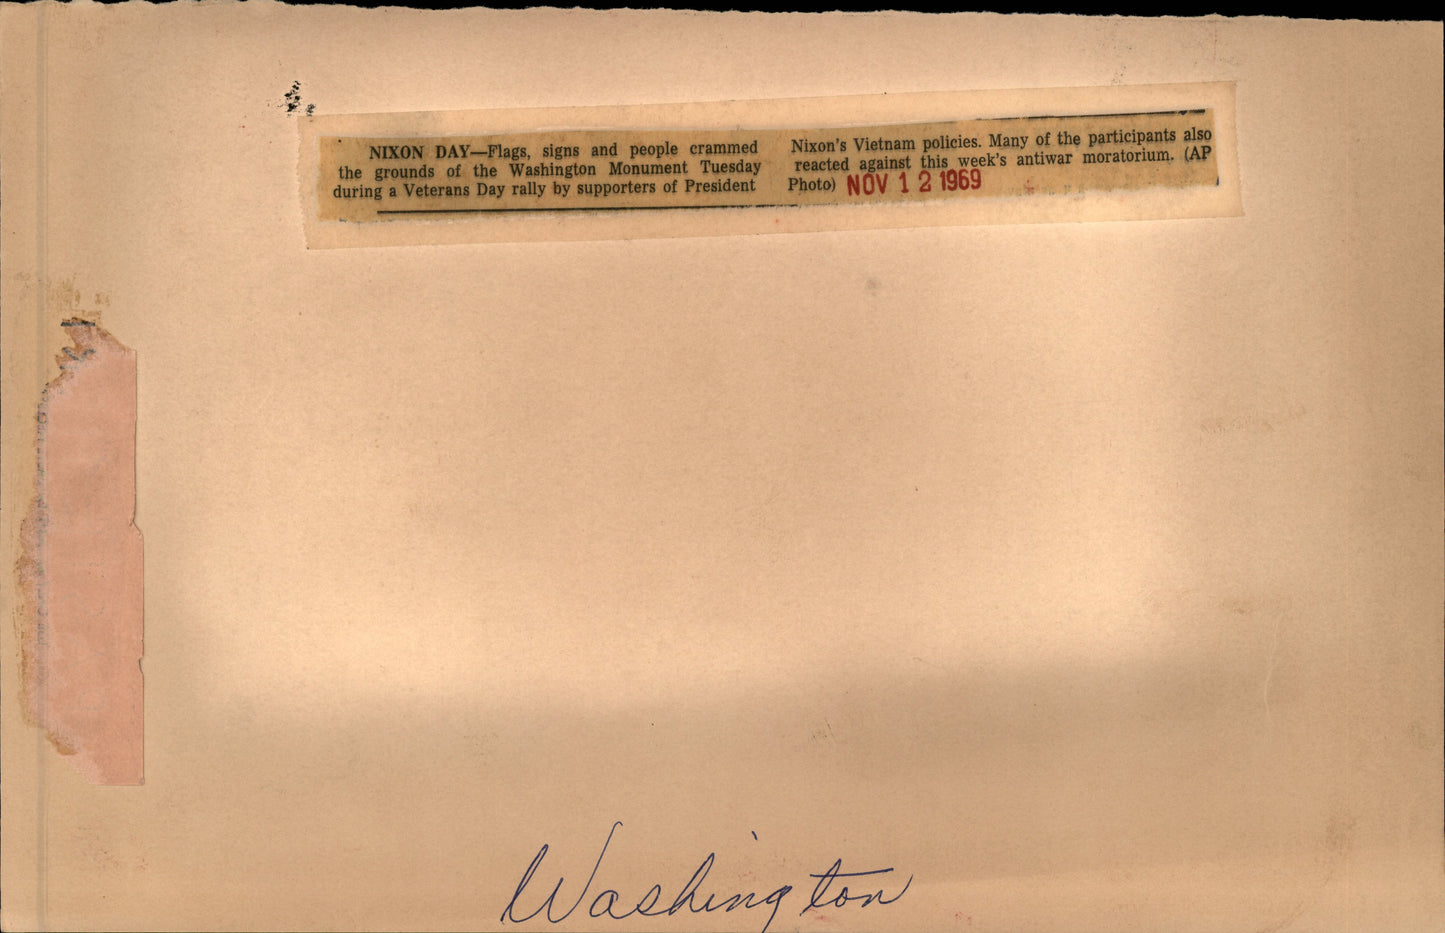 NIXON DAY—Flags, signs and people crammed
the grounds of the Washington Monument Tuesday
during a Veterans Day rally by supporters of President
Nixon's Vietnam policies. Many of the participants also
reacted against this week's antiwar moratorium. (AP
Photo)
NOV 12 1969
Washington